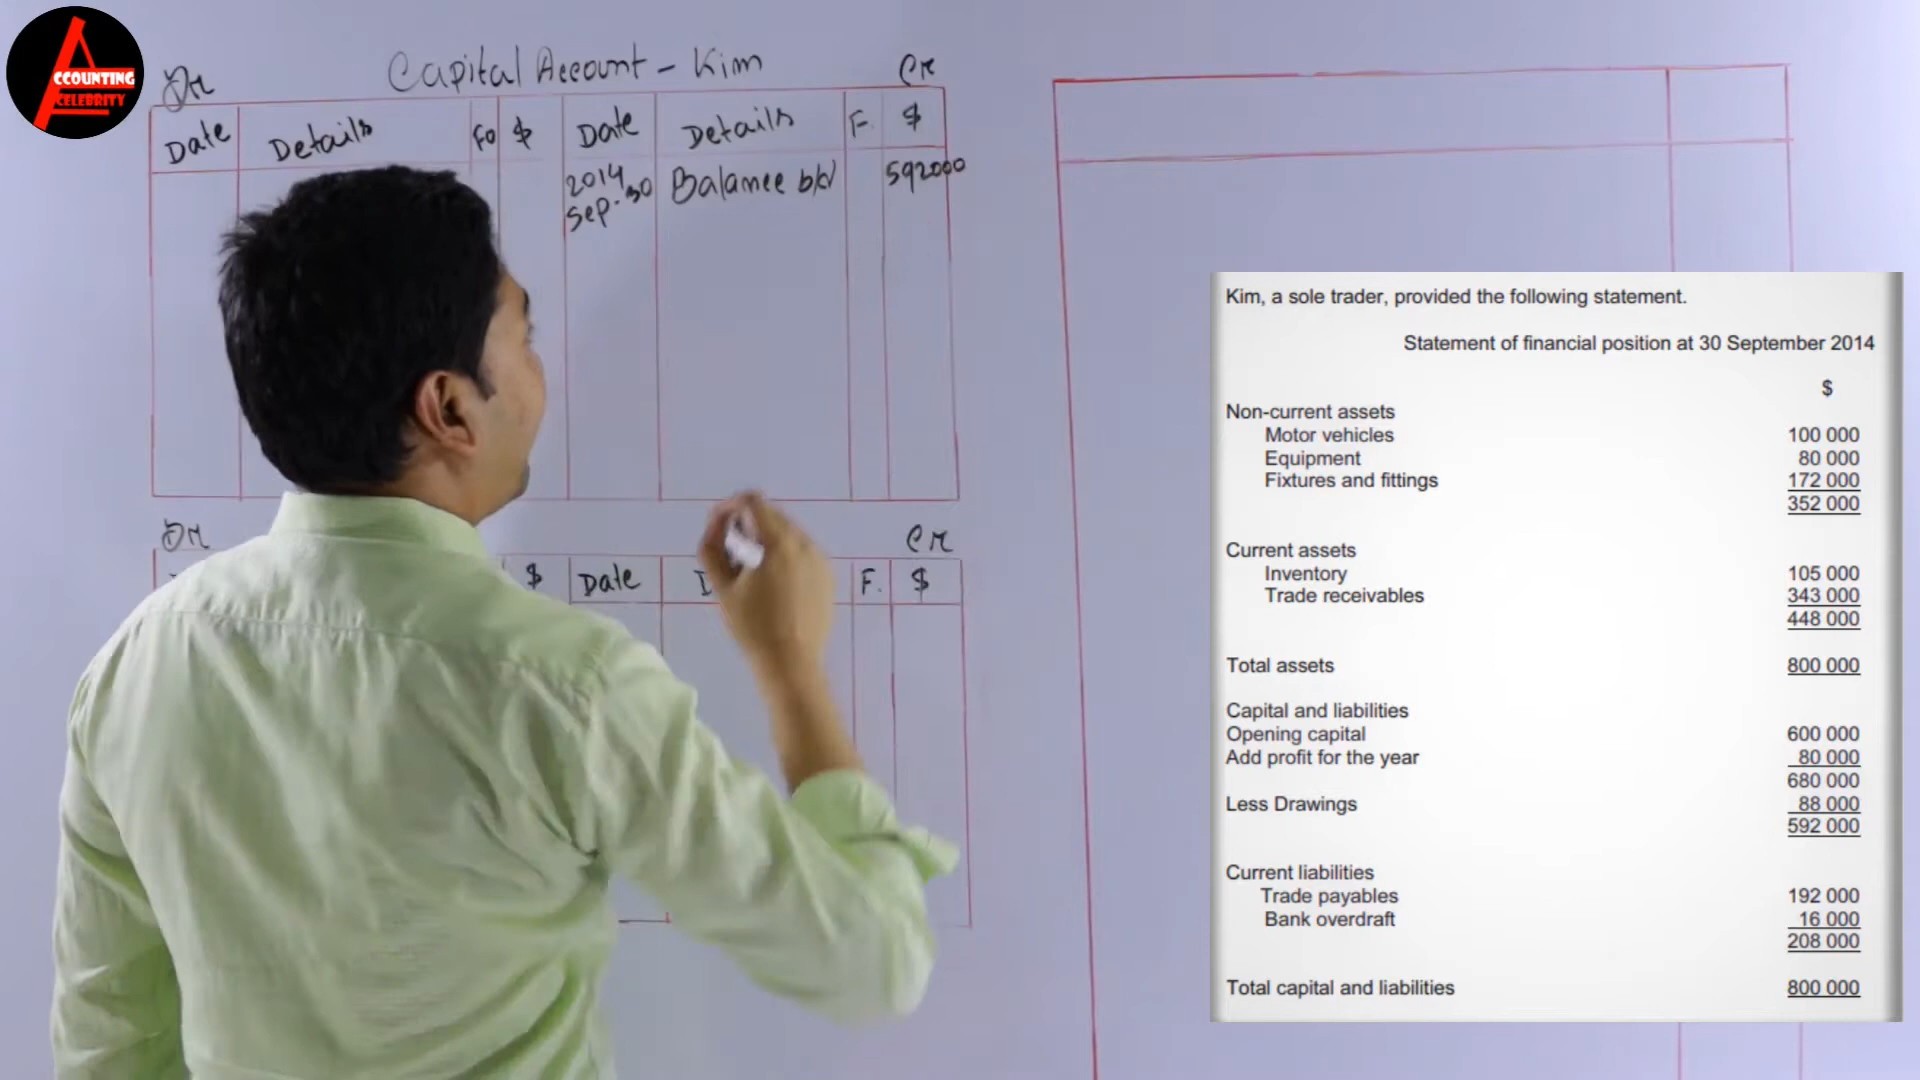 ACCOUNTING
CELEBRITY
Capital Account - Kim
Dr
Cr
Date Details Fo $ Date Details F. $
2014 Balance b/d 592000
Sep-30
Dr
Cr
$ Date F. $
Kim, a sole trader, provided the following statement.
Statement of financial position at 30 September 2014
$
Non-current assets
Motor vehicles 100 000
Equipment 80 000
Fixtures and fittings 172 000
352 000
Current assets
Inventory 105 000
Trade receivables 343 000
448 000
Total assets 800 000
Capital and liabilities
Opening capital 600 000
Add profit for the year 80 000
680 000
Less Drawings 88 000
592 000
Current liabilities
Trade payables 192 000
Bank overdraft 16 000
208 000
Total capital and liabilities 800 000